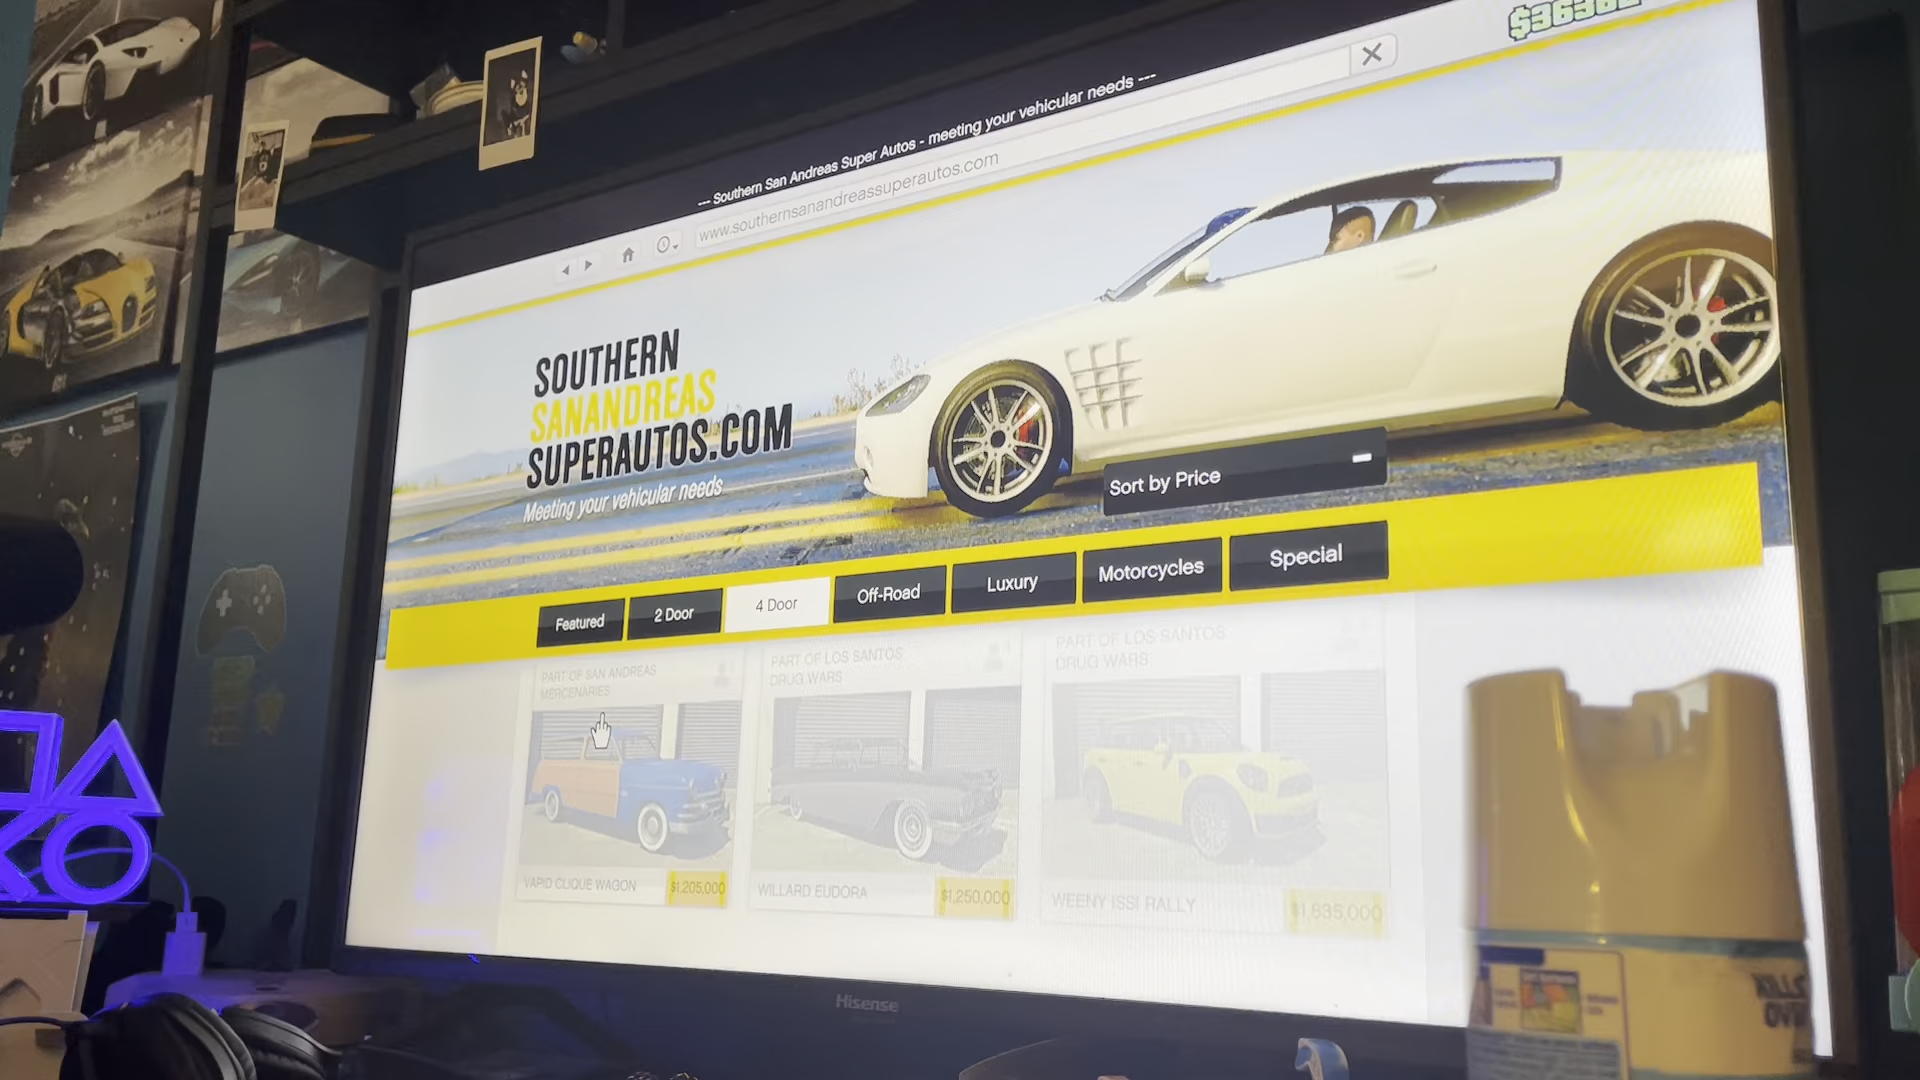 --- Southern San Andreas Super Autos - meeting your vehicular needs ---
www.southernsanandreassuperautos.com
SOUTHERN
SANANDREAS
SUPERAUTOS.COM
Meeting your vehicular needs
Sort by Price
Featured
2 Door
4 Door
Off-Road
Luxury
Motorcycles
Special
PART OF SAN ANDREAS
MERCENARIES
PART OF LOS SANTOS
DRUG WARS
PART OF LOS SANTOS
DRUG WARS
VAPID CLIQUE WAGON
$1,205,000
WILLARD EUDORA
$1,250,000
WEENY ISSI RALLY
$1,835,000
Hisense